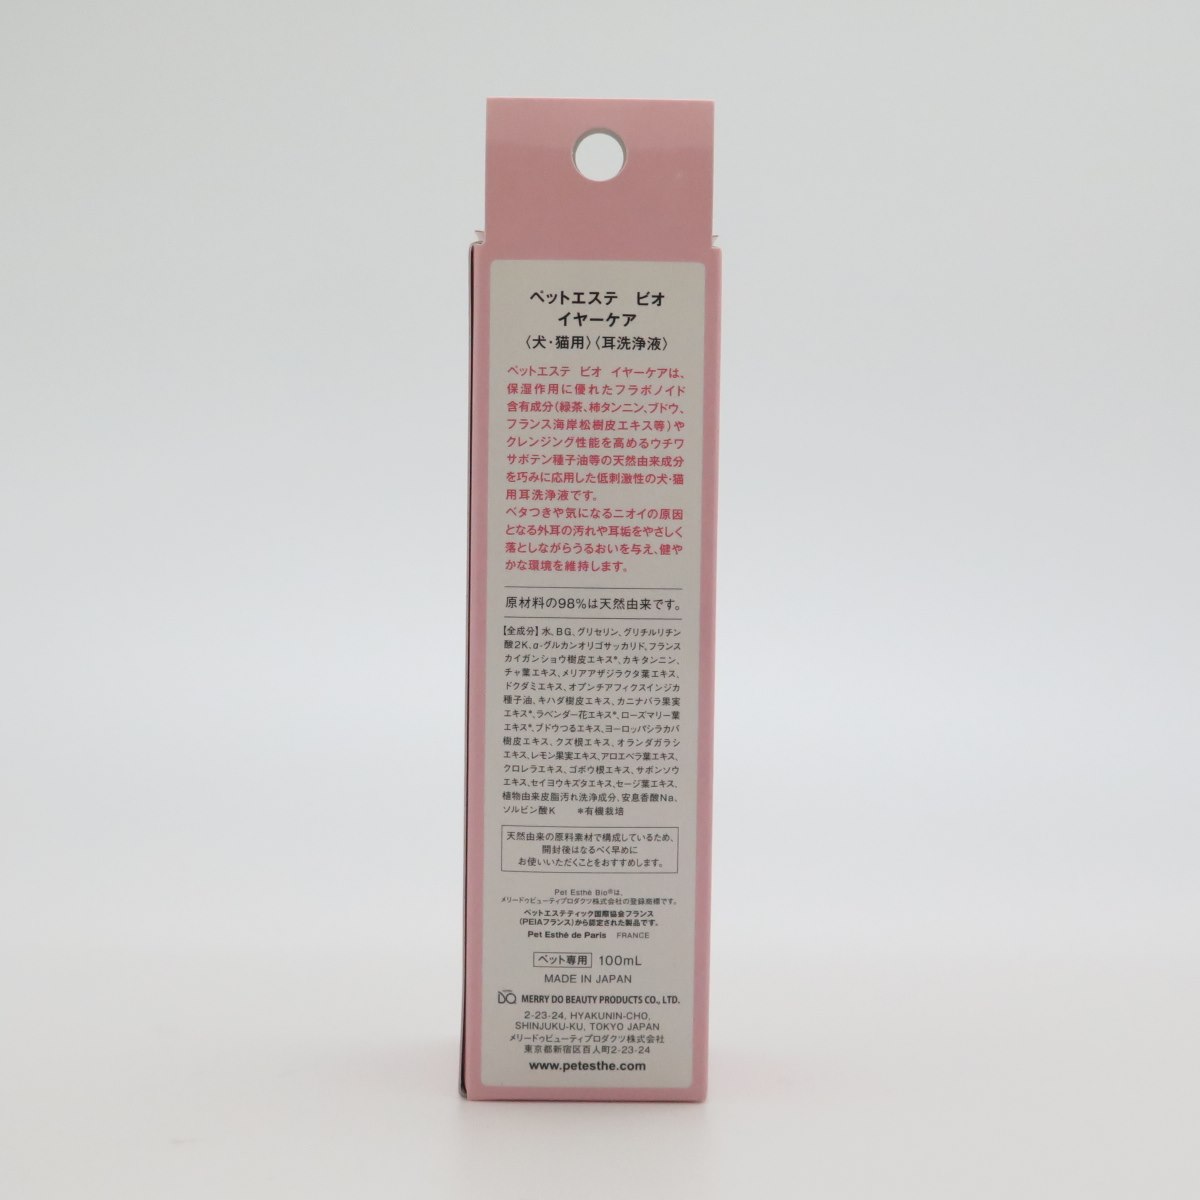 ペットエステ ビオ
イヤーケア
〈犬・猫用〉〈耳洗浄液〉
ペットエステ ビオ イヤーケアは、
保湿作用に優れたフラボノイド
含有成分(緑茶、柿タンニン、ブドウ、
フランス海岸松樹皮エキス等)や
クレンジング性能を高めるウチワ
サボテン種子油等の天然由来成分
を巧みに応用した低刺激性の犬・猫
用耳洗浄液です。
ベタつきや気になるニオイの原因
となる外耳の汚れや耳垢をやさしく
落としながらうるおいを与え、健や
かな環境を維持します。
原材料の98%は天然由来です。
【全成分】水、BG、グリセリン、グリチルリチン
酸2K、α-グルカンオリゴサッカリド、フランス
カイガンショウ樹皮エキス*、カキタンニン、
チャ葉エキス、メリアアザジラクタ葉エキス、
ドクダミエキス、オプンチアフィクスインジカ
種子油、キハダ樹皮エキス、カニナバラ果実
エキス*、ラベンダー花エキス*、ローズマリー葉
エキス*、ブドウつるエキス、ヨーロッパシラカバ
樹皮エキス、クズ根エキス、オランダガラシ
エキス、レモン果実エキス、アロエベラ葉エキス、
クロレラエキス、ゴボウ根エキス、サボンソウ
エキス、セイヨウキズタエキス、セージ葉エキス、
植物由来皮脂汚れ洗浄成分、安息香酸Na、
ソルビン酸K *有機栽培
天然由来の原料素材で構成しているため、
開封後はなるべく早めに
お使いいただくことをおすすめします。
Pet Esthé Bio®は、
メリードゥビューティプロダクツ株式会社の登録商標です。
ペットエステティック国際協会フランス
(PEIAフランス)から認定された製品です。
Pet Esthé de Paris FRANCE
ペット専用 100mL
MADE IN JAPAN
DO MERRY DO BEAUTY PRODUCTS CO., LTD.
2-23-24, HYAKUNIN-CHO,
SHINJUKU-KU, TOKYO JAPAN
メリードゥビューティプロダクツ株式会社
東京都新宿区百人町2-23-24
www.petesthe.com